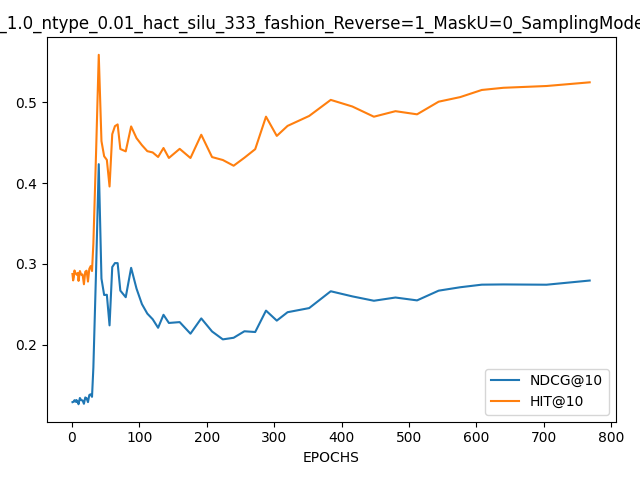 _1.0_ntype_0.01_hact_silu_333_fashion_Reverse=1_MaskU=0_SamplingMode
0.5
0.4
0.3
0.2
NDCG@10
HIT@10
0 100 200 300 400 500 600 700 800
EPOCHS